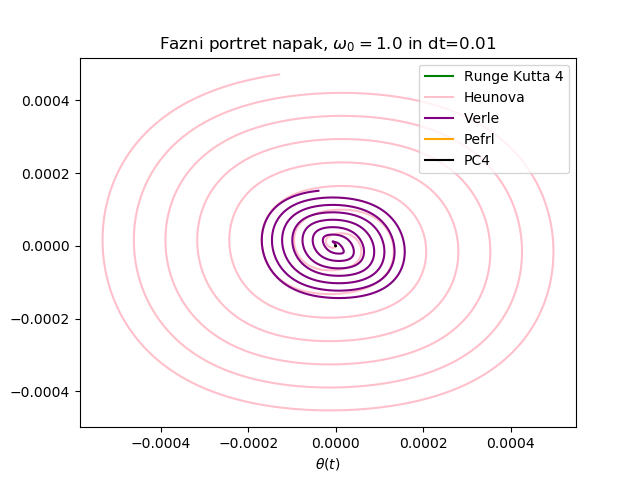 Fazni portret napak, ω₀ = 1.0 in dt=0.01
Runge Kutta 4
Heunova
Verle
Pefrl
PC4
0.0004
0.0002
0.0000
−0.0002
−0.0004
−0.0004 −0.0002 0.0000 0.0002 0.0004
θ(t)